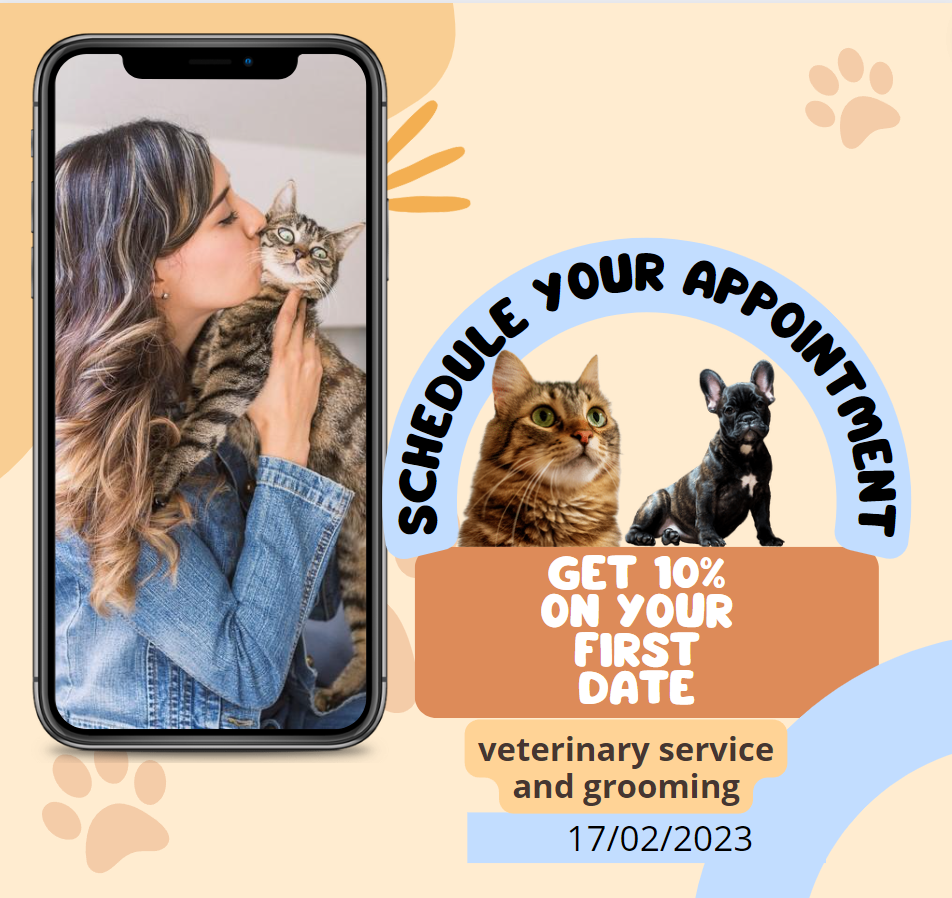 SCHEDULE YOUR APPOINTMENT
GET 10%
ON YOUR
FIRST
DATE
veterinary service
and grooming
17/02/2023